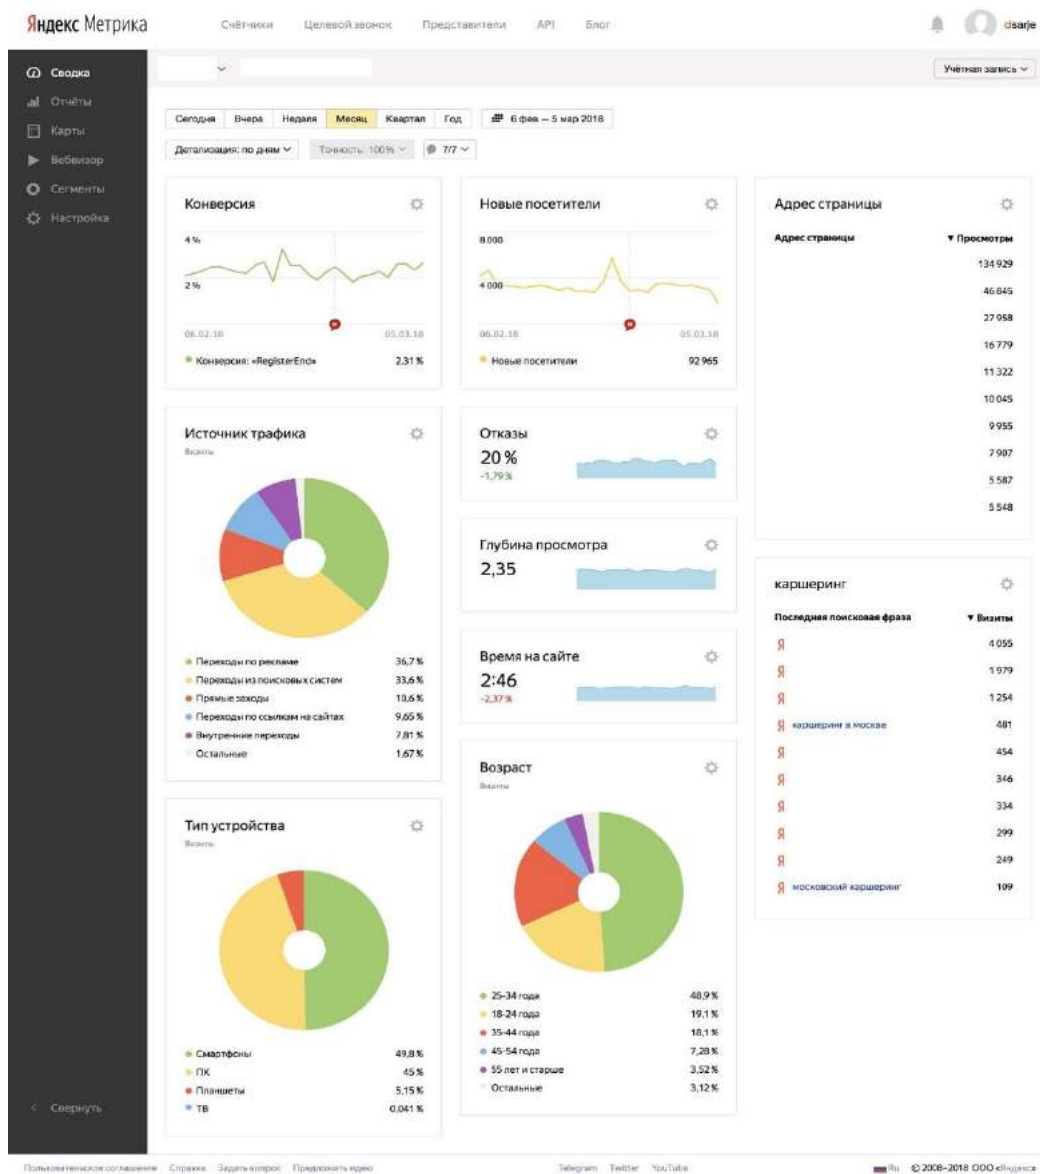 Яндекс Метрика
Счётчики Целевой звонок Представители API Блог
dsarje
Сводка
Отчёты
Карты
Вебвизор
Сегменты
Настройка
Свернуть
Учётная запись
Сегодня Вчера Неделя Месяц Квартал Год 6 фев — 5 мар 2018
Детализация: по дням Точность: 100% 7/7
Конверсия
4 %
2 %
06.02.18 05.03.18
Конверсия: «RegisterEnd» 2.31 %
Новые посетители
8 000
4 000
06.02.18 05.03.18
Новые посетители 92 965
Адрес страницы
Адрес страницы ▼ Просмотры
134 929
46 845
27 958
16 779
11 322
10 045
9 955
7 907
5 587
5 548
Источник трафика
Визиты
Переходы по рекламе 36,7 %
Переходы из поисковых систем 33,6 %
Прямые заходы 10,6 %
Переходы по ссылкам на сайтах 9,65 %
Внутренние переходы 7,81 %
Остальные 1,67 %
Отказы
20 %
-1,79 %
Глубина просмотра
2,35
Время на сайте
2:46
-2,37 %
каршеринг
Последняя поисковая фраза ▼ Визиты
Я 4 055
Я 1 979
Я 1 254
Я каршеринг в москве 481
Я 454
Я 346
Я 334
Я 299
Я 249
Я московский каршеринг 109
Тип устройства
Визиты
Смартфоны 49,8 %
ПК 45 %
Планшеты 5,15 %
ТВ 0,041 %
Возраст
Визиты
25-34 года 48,9 %
18-24 года 19,1 %
35-44 года 18,1 %
45-54 года 7,28 %
55 лет и старше 3,52 %
Остальные 3,12 %
Пользовательское соглашение Справка Задать вопрос Предложить идею Telegram Twitter YouTube Ru © 2008–2018 ООО «Яндекс»